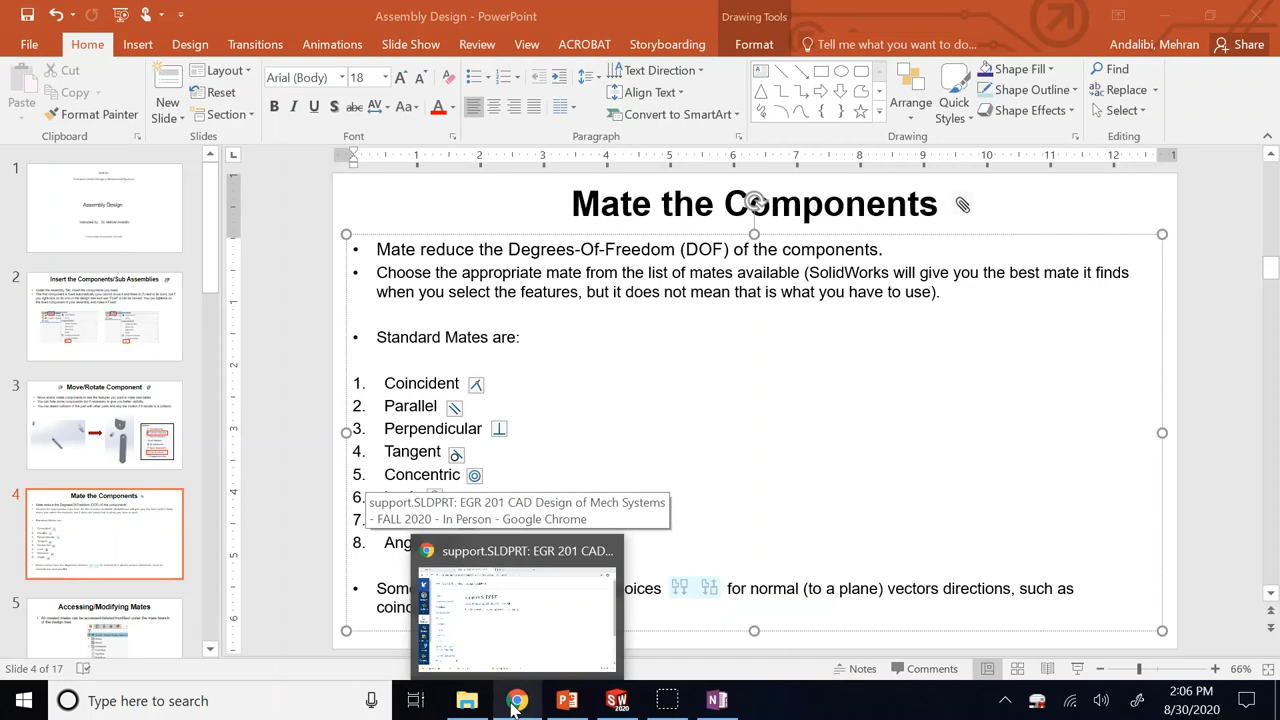 Assembly Design - PowerPoint
Drawing Tools
File
Home
Insert
Design
Transitions
Animations
Slide Show
Review
View
ACROBAT
Storyboarding
Format
Tell me what you want to do...
Andalibi, Mehran
Share
Paste
Cut
Copy
Format Painter
Clipboard
New
Slide
Layout
Reset
Section
Slides
Arial (Body)
18
Font
Text Direction
Align Text
Convert to SmartArt
Paragraph
Arrange
Quick
Styles
Shape Fill
Shape Outline
Shape Effects
Drawing
Find
Replace
Select
Editing
1
Assembly Design
2
Insert the Components/Sub Assemblies
3
Move/Rotate Component
4
Mate the Components
5
Accessing/Modifying Mates
Mate the Components
• Mate reduce the Degrees-Of-Freedom (DOF) of the components.
• Choose the appropriate mate from the list of mates available (SolidWorks will give you the best mate it finds
when you select the features, but it does not mean that is what you have to use).
• Standard Mates are:
1. Coincident
2. Parallel
3. Perpendicular
4. Tangent
5. Concentric
6.
7.
8. Ang
support.SLDPRT: EGR 201 CAD Design of Mech Systems
- FALL 2020 - In Person - Google Chrome
support.SLDPRT: EGR 201 CAD...
• Som
oices for normal (to a plane) vectors directions, such as
coinc
Slide 4 of 17
Notes
Comments
66%
Type here to search
SW
2020
2:06 PM
8/30/2020